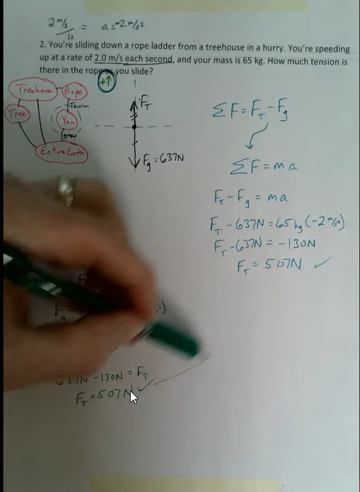 2 m/s / 1s = a = -2 m/s²
2. You're sliding down a rope ladder from a treehouse in a hurry. You're speeding
up at a rate of 2.0 m/s each second, and your mass is 65 kg. How much tension is
there in the rope as you slide?
Treehouse
Rope
Tension
Tree
You
grav
Entire Earth
+↑
F_T
F_g = 637N
ΣF = F_T - F_g
ΣF = ma
F_T - F_g = ma
F_T - 637N = 65 kg (-2 m/s²)
F_T - 637N = -130N
F_T = 507N ✓
637N - 130N = F_T
F_T = 507N ✓